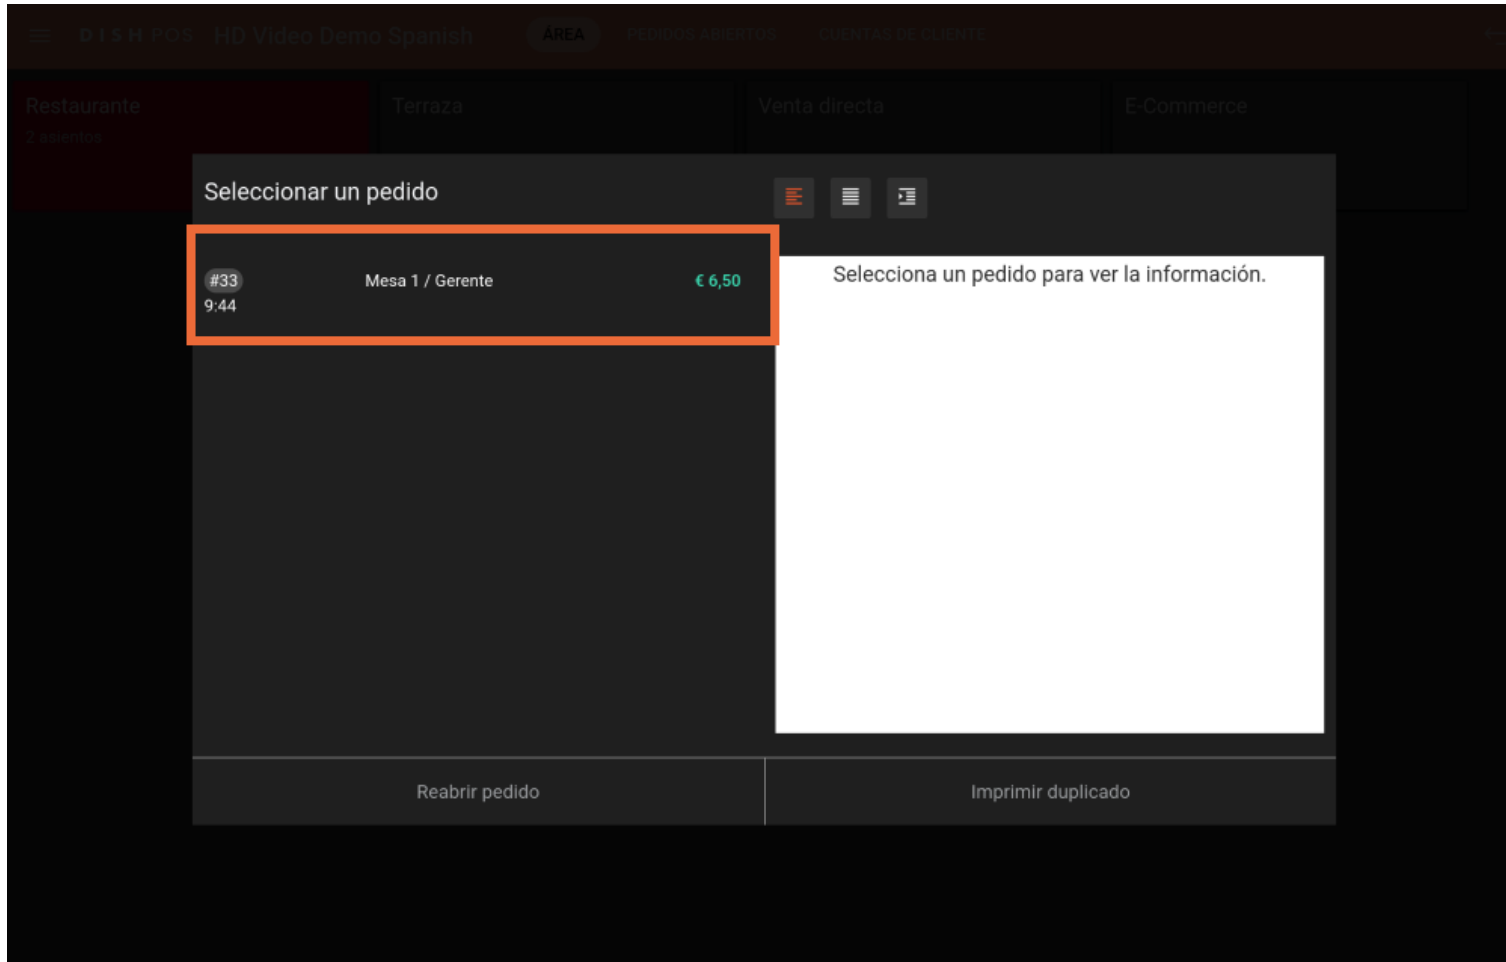 DISH POS HD Video Demo Spanish ÁREA PEDIDOS ABIERTOS CUENTAS DE CLIENTE
Restaurante Terraza Venta directa E-Commerce
2 asientos
Seleccionar un pedido
#33 Mesa 1 / Gerente € 6,50
9:44
Selecciona un pedido para ver la información.
Reabrir pedido Imprimir duplicado